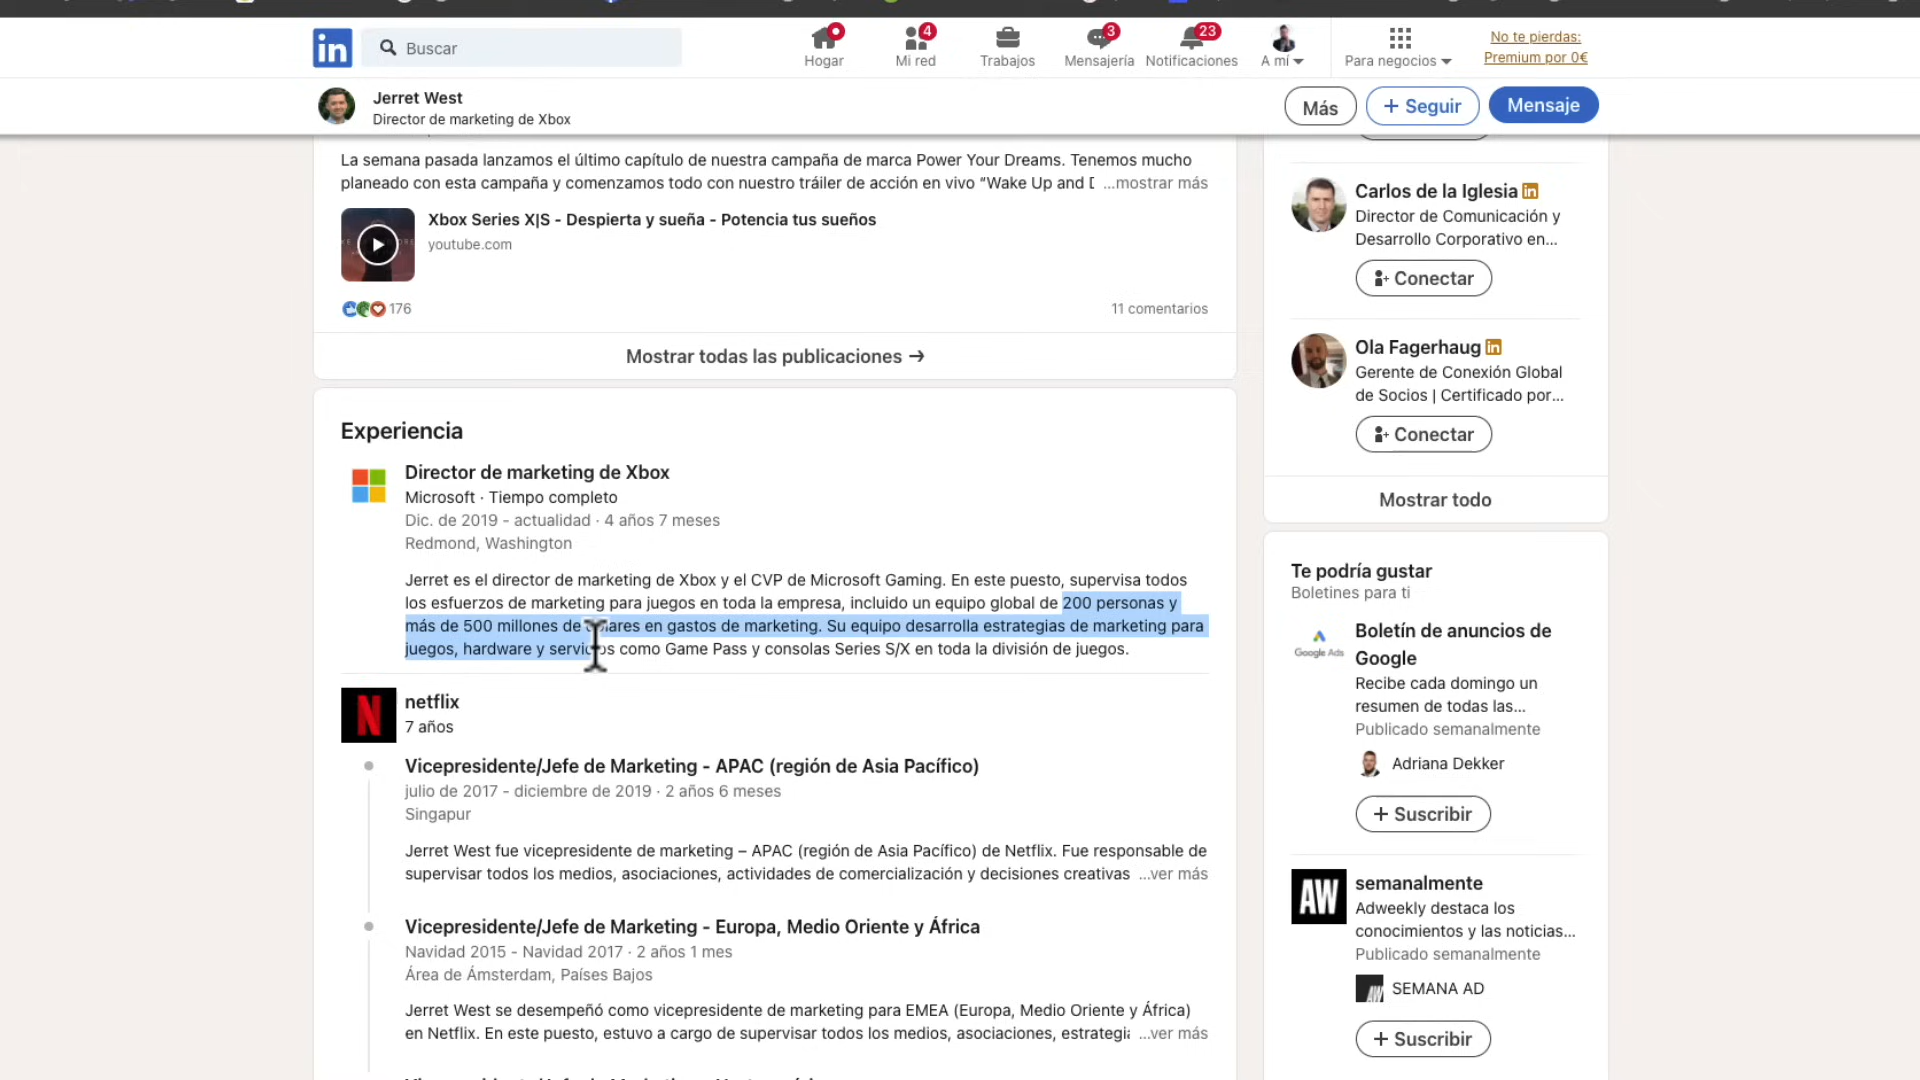 in
Buscar
Hogar
4
Mi red
Trabajos
3
Mensajería
23
Notificaciones
A mí
Para negocios
No te pierdas:
Premium por 0€
Jerret West
Director de marketing de Xbox
Más
+ Seguir
Mensaje
La semana pasada lanzamos el último capítulo de nuestra campaña de marca Power Your Dreams. Tenemos mucho
planeado con esta campaña y comenzamos todo con nuestro tráiler de acción en vivo “Wake Up and D …mostrar más
Xbox Series X|S - Despierta y sueña - Potencia tus sueños
youtube.com
176
11 comentarios
Mostrar todas las publicaciones →
Experiencia
Director de marketing de Xbox
Microsoft · Tiempo completo
Dic. de 2019 - actualidad · 4 años 7 meses
Redmond, Washington
Jerret es el director de marketing de Xbox y el CVP de Microsoft Gaming. En este puesto, supervisa todos
los esfuerzos de marketing para juegos en toda la empresa, incluido un equipo global de 200 personas y
más de 500 millones de dólares en gastos de marketing. Su equipo desarrolla estrategias de marketing para
juegos, hardware y servicios como Game Pass y consolas Series S/X en toda la división de juegos.
N
netflix
7 años
Vicepresidente/Jefe de Marketing - APAC (región de Asia Pacífico)
julio de 2017 - diciembre de 2019 · 2 años 6 meses
Singapur
Jerret West fue vicepresidente de marketing – APAC (región de Asia Pacífico) de Netflix. Fue responsable de
supervisar todos los medios, asociaciones, actividades de comercialización y decisiones creativas …ver más
Vicepresidente/Jefe de Marketing - Europa, Medio Oriente y África
Navidad 2015 - Navidad 2017 · 2 años 1 mes
Área de Ámsterdam, Países Bajos
Jerret West se desempeñó como vicepresidente de marketing para EMEA (Europa, Medio Oriente y África)
en Netflix. En este puesto, estuvo a cargo de supervisar todos los medios, asociaciones, estrategia …ver más
Carlos de la Iglesia in
Director de Comunicación y
Desarrollo Corporativo en...
Conectar
Ola Fagerhaug in
Gerente de Conexión Global
de Socios | Certificado por...
Conectar
Mostrar todo
Te podría gustar
Boletines para ti
Google Ads
Boletín de anuncios de
Google
Recibe cada domingo un
resumen de todas las...
Publicado semanalmente
Adriana Dekker
+ Suscribir
AW
semanalmente
Adweekly destaca los
conocimientos y las noticias...
Publicado semanalmente
SEMANA AD
+ Suscribir